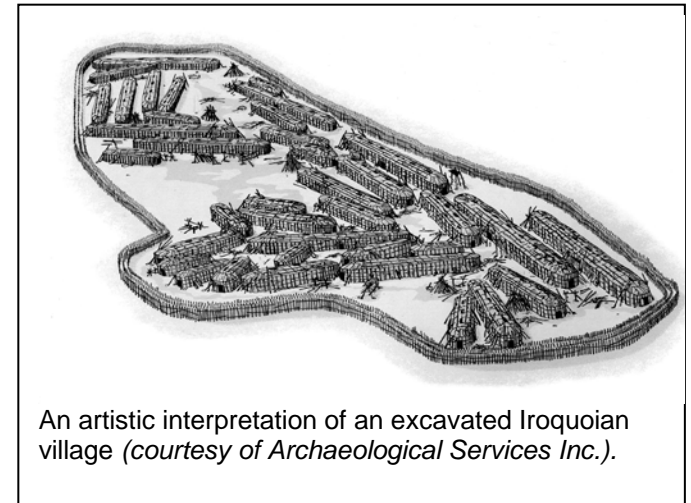 An artistic interpretation of an excavated Iroquoian
village (courtesy of Archaeological Services Inc.).